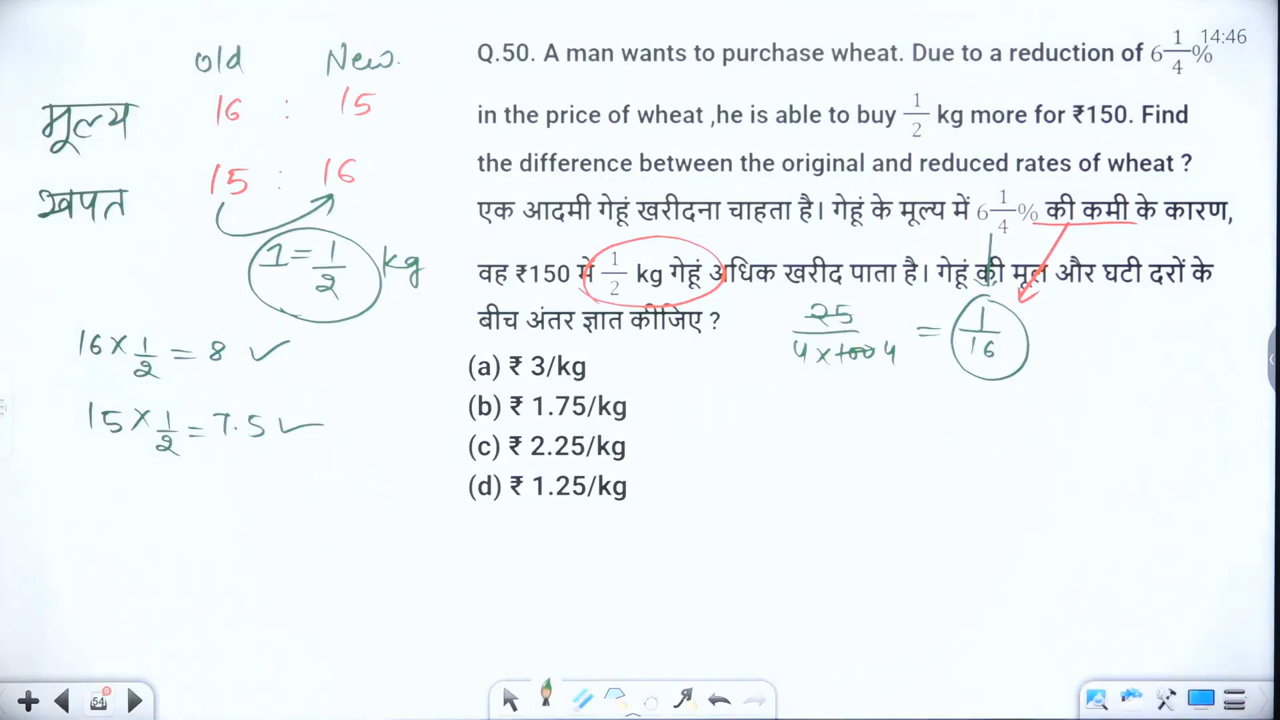 Old New.
मूल्य 16 : 15
खपत 15 : 16
1 = 1/2 kg
16 × 1/2 = 8 ✓
15 × 1/2 = 7.5 ✓
14:46
Q.50. A man wants to purchase wheat. Due to a reduction of 6 1/4 %
in the price of wheat ,he is able to buy 1/2 kg more for ₹150. Find
the difference between the original and reduced rates of wheat ?
एक आदमी गेहूं खरीदना चाहता है। गेहूं के मूल्य में 6 1/4 % की कमी के कारण,
वह ₹150 में 1/2 kg गेहूं अधिक खरीद पाता है। गेहूं की मूल और घटी दरों के
बीच अंतर ज्ञात कीजिए ?
25/4×100 4 = 1/16
(a) ₹ 3/kg
(b) ₹ 1.75/kg
(c) ₹ 2.25/kg
(d) ₹ 1.25/kg
54